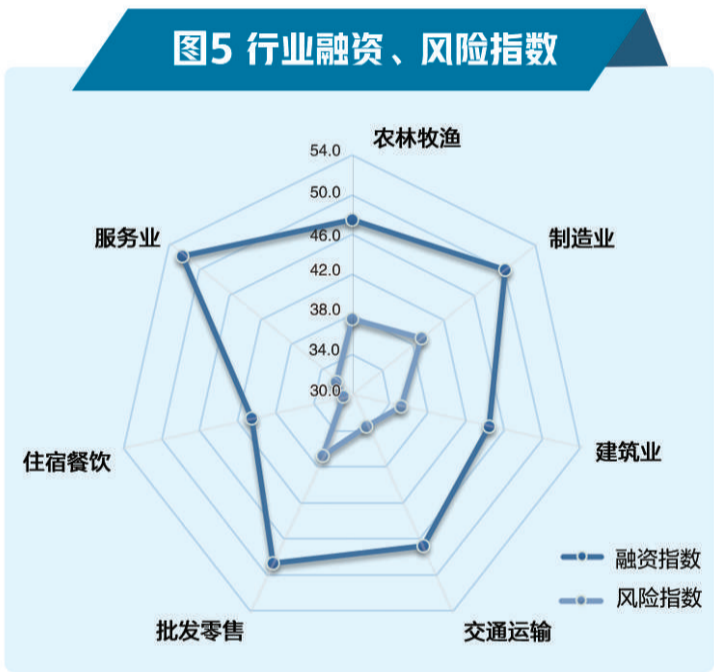 图5 行业融资、风险指数
农林牧渔
54.0
50.0
46.0
42.0
38.0
34.0
30.0
服务业
制造业
住宿餐饮
建筑业
批发零售
交通运输
融资指数
风险指数